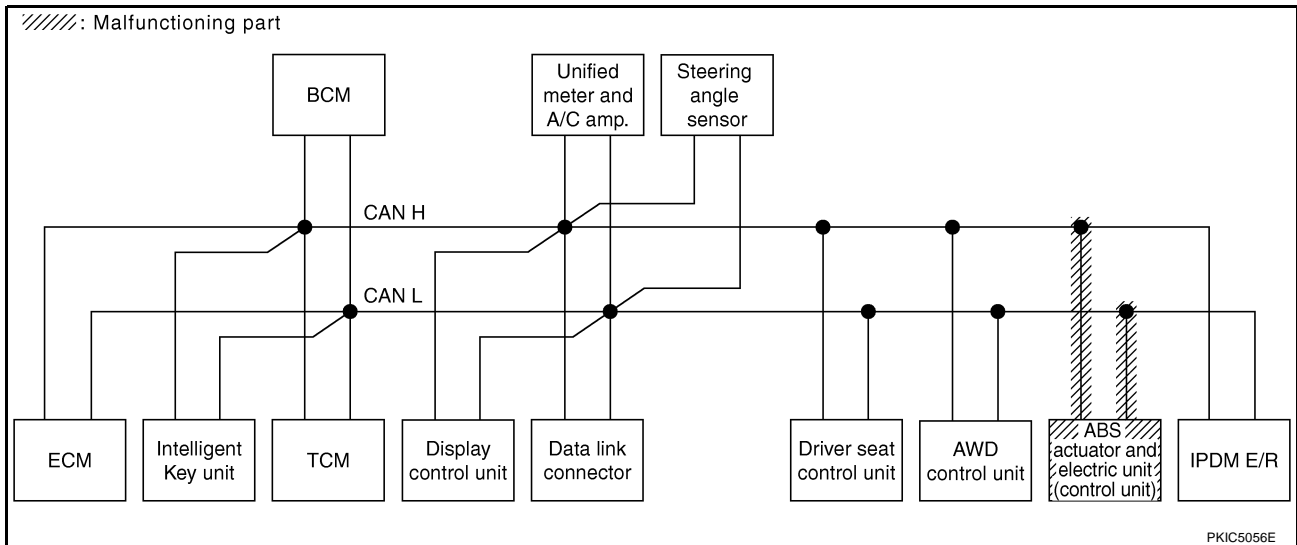 : Malfunctioning part
BCM
Unified
meter and
A/C amp.
Steering
angle
sensor
CAN H
CAN L
ECM
Intelligent
Key unit
TCM
Display
control unit
Data link
connector
Driver seat
control unit
AWD
control unit
ABS
actuator and
electric unit
(control unit)
IPDM E/R
PKIC5056E